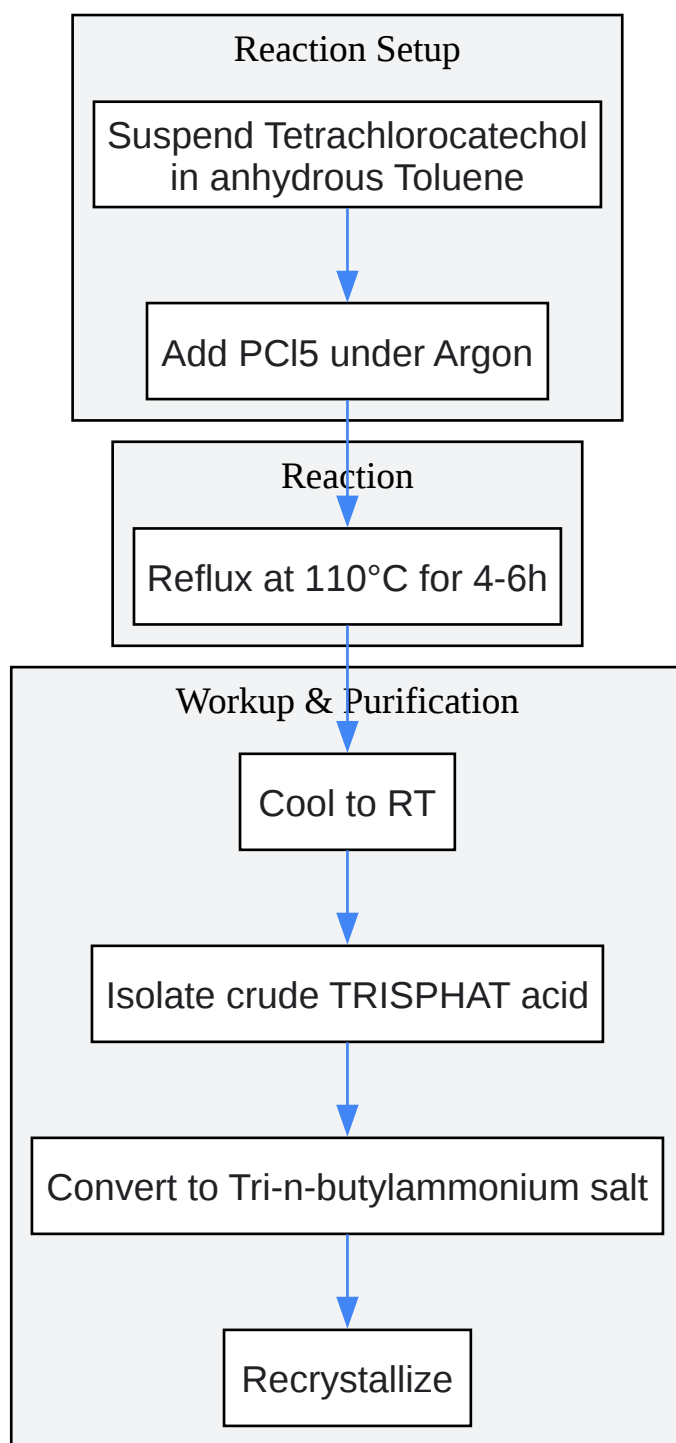 Reaction Setup
Suspend Tetrachlorocatechol
in anhydrous Toluene
Add PCl5 under Argon
Reaction
Reflux at 110°C for 4-6h
Workup & Purification
Cool to RT
Isolate crude TRISPHAT acid
Convert to Tri-n-butylammonium salt
Recrystallize